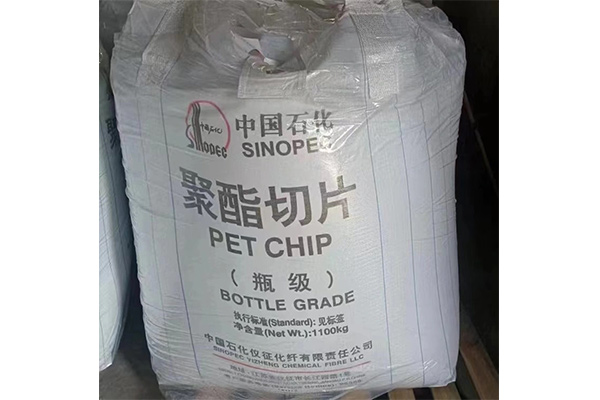 中国石化
SINOPEC
聚酯切片
PET CHIP
（瓶级）
BOTTLE GRADE
执行标准(Standard): 见标签
净含量(Net Wt.):1100kg
中国石化仪征化纤有限责任公司
SINOPEC YIZHENG CHEMICAL FIBRE LLC